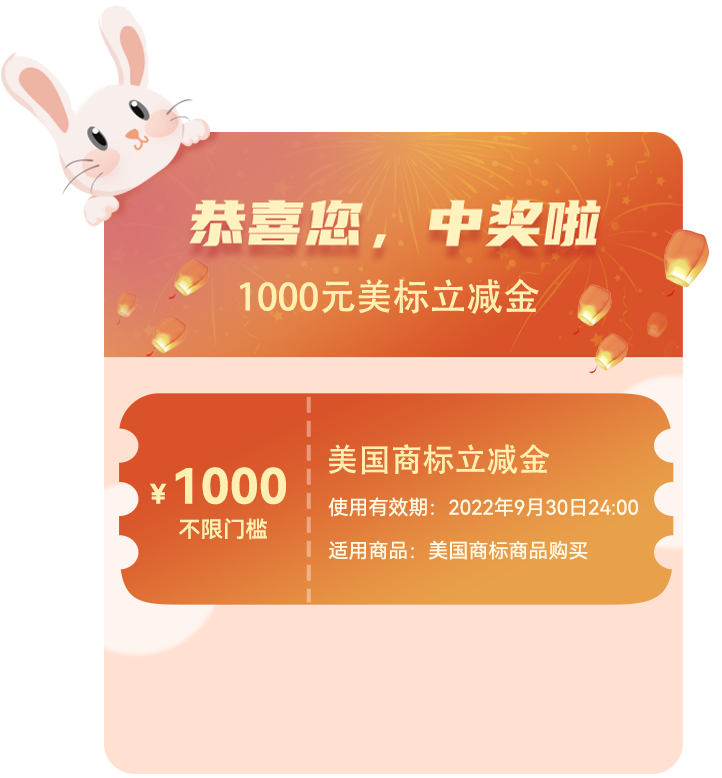 恭喜您，中奖啦
1000元美标立减金
¥1000
不限门槛
美国商标立减金
使用有效期：2022年9月30日24:00
适用商品：美国商标商品购买